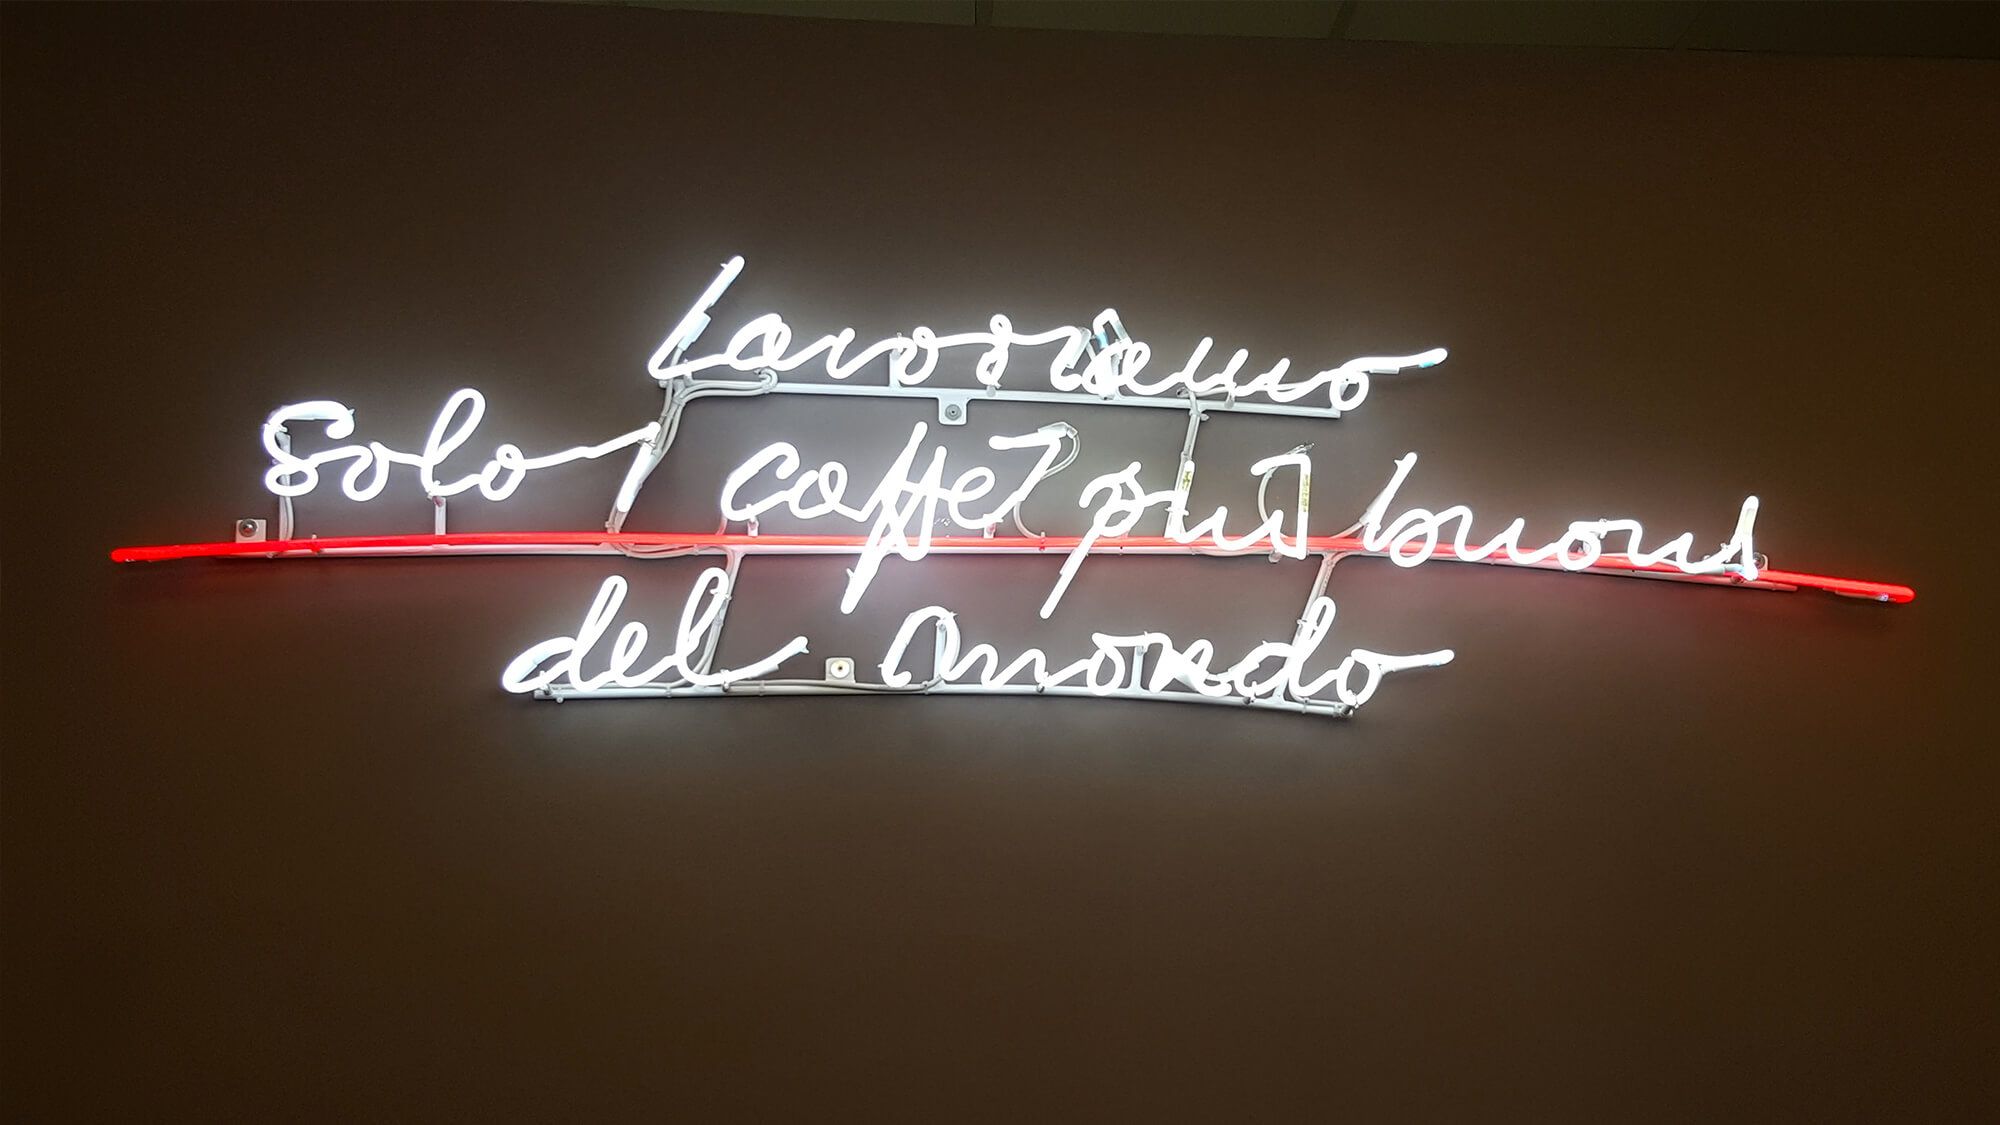 Lavoriamo
Solo i caffè più buoni
del mondo